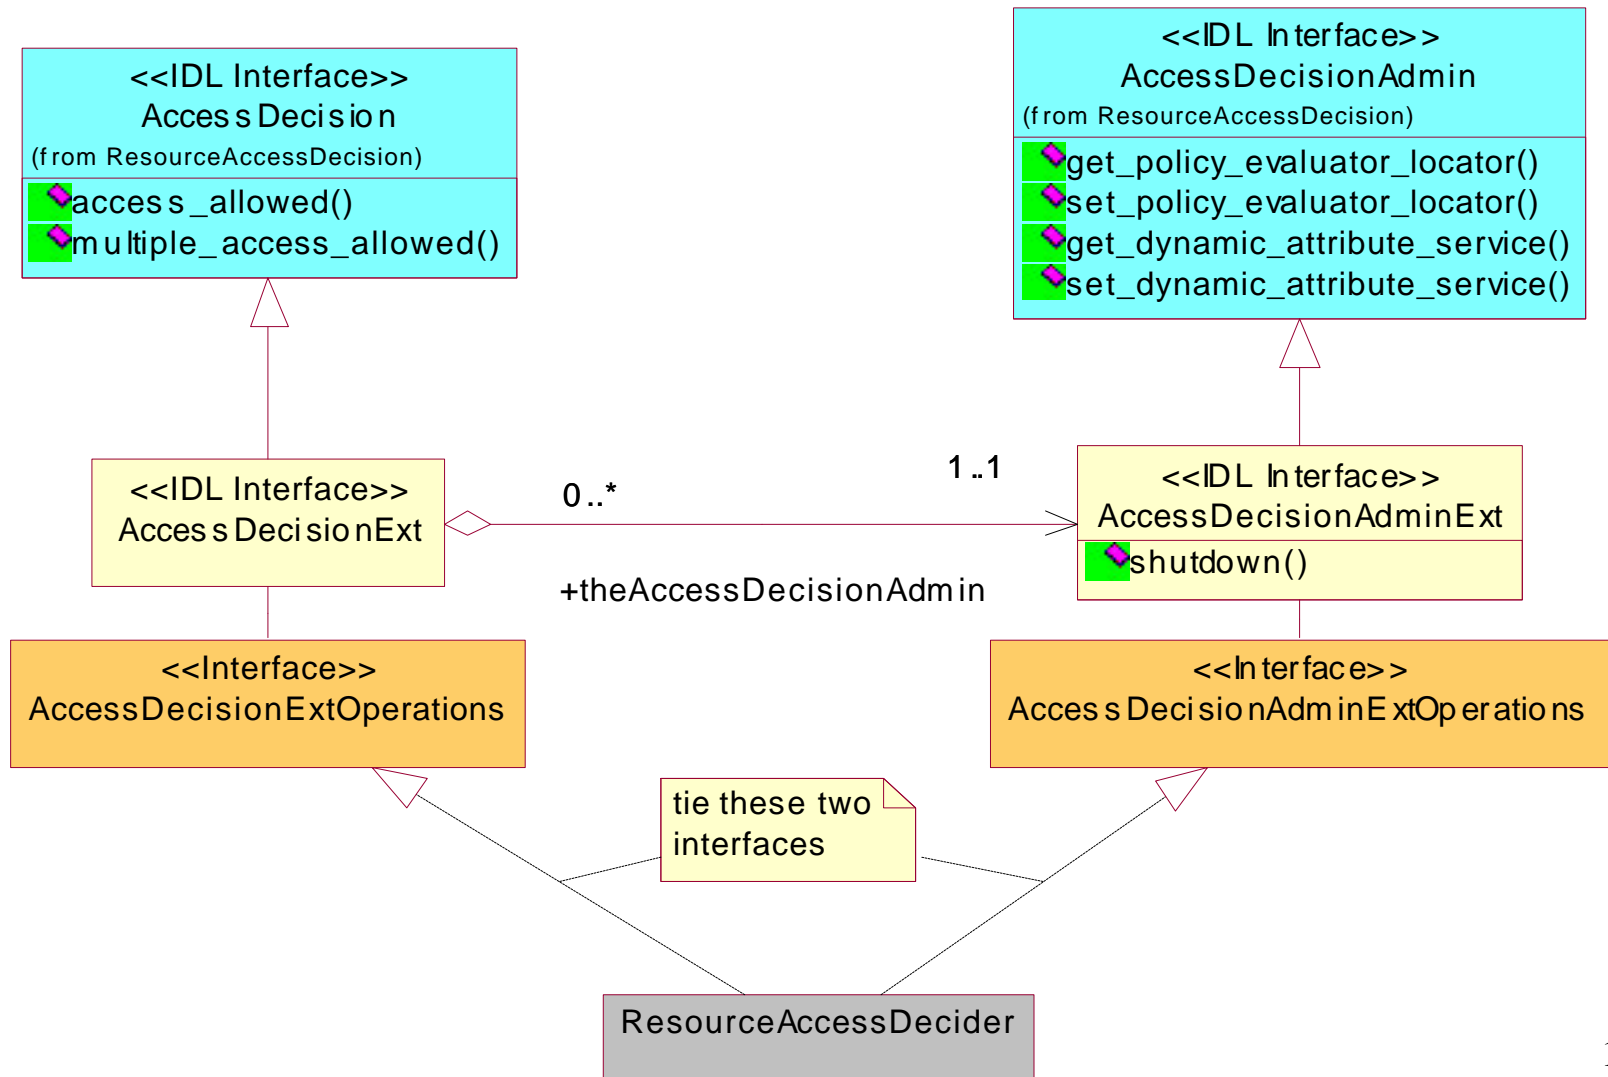 <<IDL Interface>>
AccessDecision
(from ResourceAccessDecision)
access_allowed()
multiple_access_allowed()
<<IDL Interface>>
AccessDecisionAdmin
(from ResourceAccessDecision)
get_policy_evaluator_locator()
set_policy_evaluator_locator()
get_dynamic_attribute_service()
set_dynamic_attribute_service()
<<IDL Interface>>
AccessDecisionExt
0..*
1..1
+theAccessDecisionAdmin
<<IDL Interface>>
AccessDecisionAdminExt
shutdown()
<<Interface>>
AccessDecisionExtOperations
<<Interface>>
AccessDecisionAdminExtOperations
tie these two
interfaces
ResourceAccessDecider